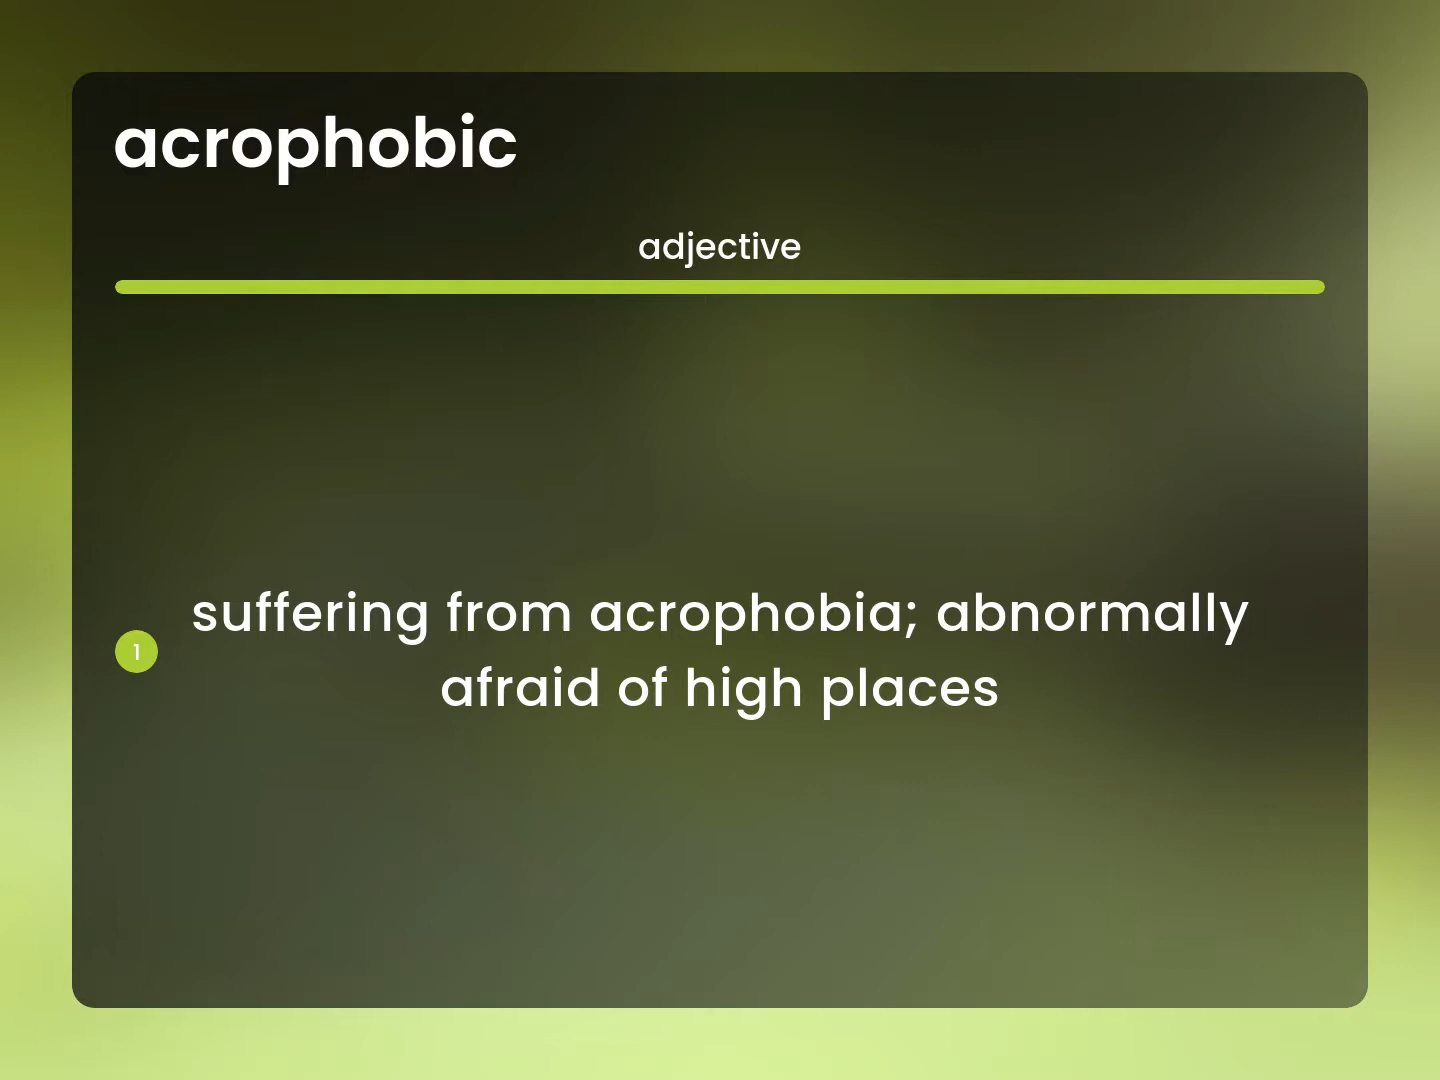 acrophobic
adjective
1
suffering from acrophobia; abnormally
afraid of high places